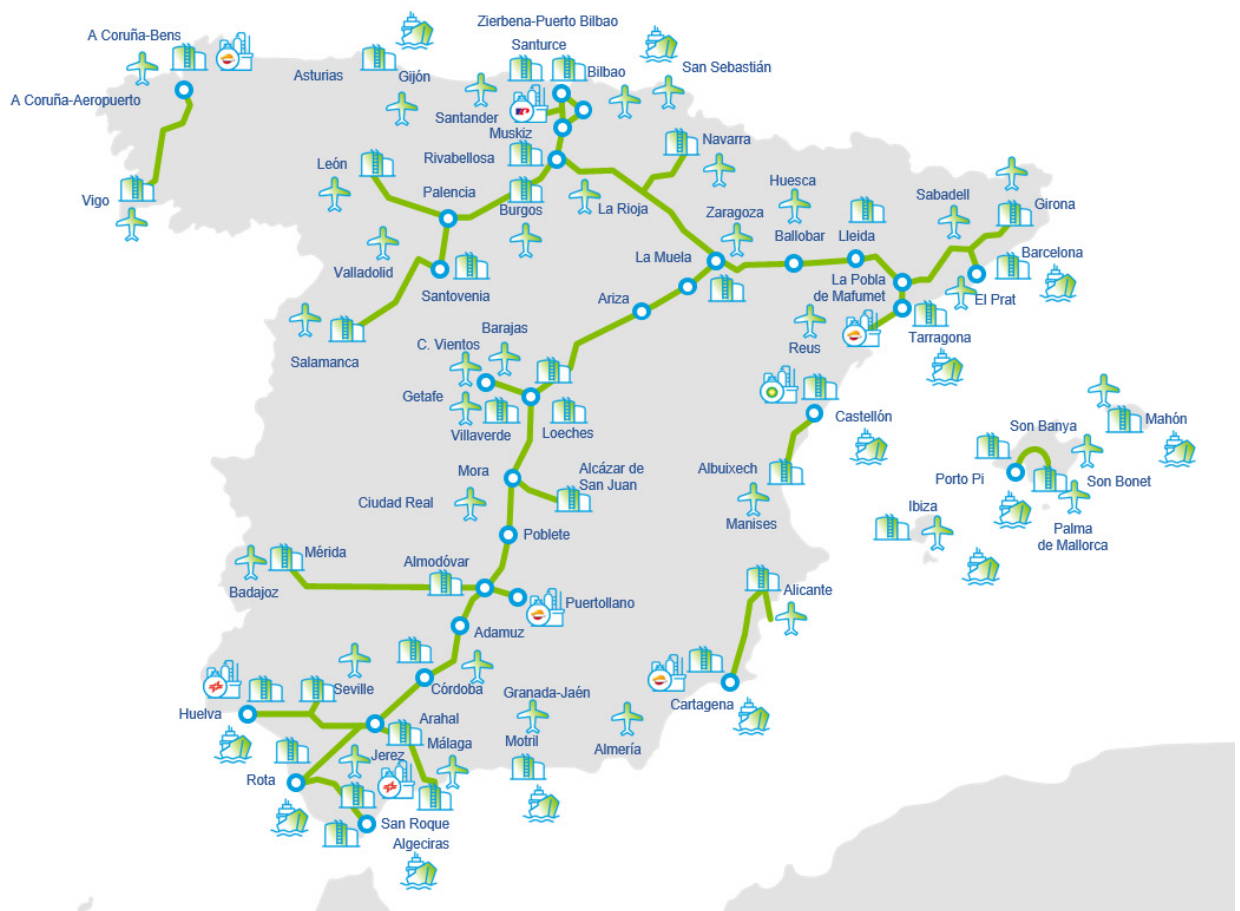 Zierbena-Puerto Bilbao
A Coruña-Bens
Santurce
Asturias
Gijón
Bilbao
San Sebastián
A Coruña-Aeropuerto
Santander
Muskiz
Navarra
León
Rivabellosa
Vigo
Palencia
Burgos
La Rioja
Huesca
Sabadell
Girona
Zaragoza
Ballobar
Lleida
Valladolid
La Muela
Barcelona
Santovenia
Ariza
La Pobla
de Mafumet
El Prat
Salamanca
Barajas
C. Vientos
Reus
Tarragona
Getafe
Villaverde
Loeches
Castellón
Son Banya
Mahón
Mora
Alcázar de
San Juan
Albuixech
Porto Pi
Son Bonet
Ciudad Real
Manises
Ibiza
Palma
de Mallorca
Poblete
Mérida
Almodóvar
Badajoz
Puertollano
Alicante
Adamuz
Seville
Córdoba
Granada-Jaén
Cartagena
Huelva
Arahal
Málaga
Motril
Almería
Jerez
Rota
San Roque
Algeciras